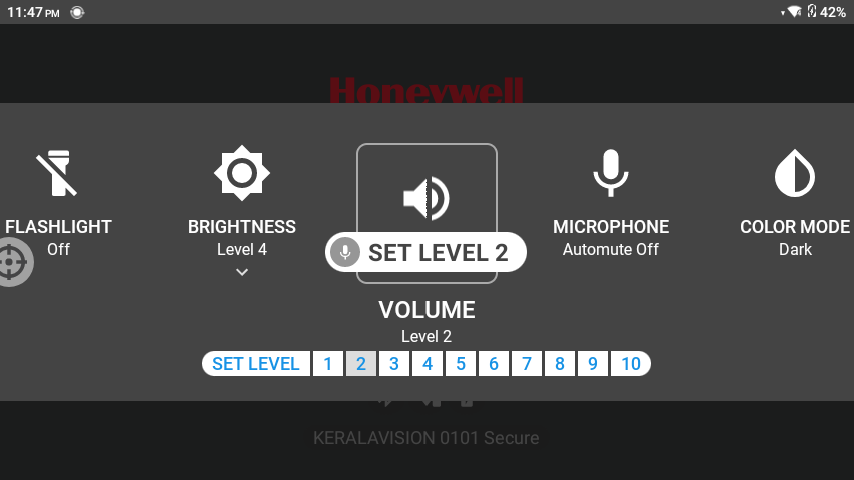 11:47 PM
42%
Honeywell
FLASHLIGHT
Off
BRIGHTNESS
Level 4
SET LEVEL 2
MICROPHONE
Automute Off
COLOR MODE
Dark
VOLUME
Level 2
SET LEVEL 1 2 3 4 5 6 7 8 9 10
KERALAVISION 0101 Secure